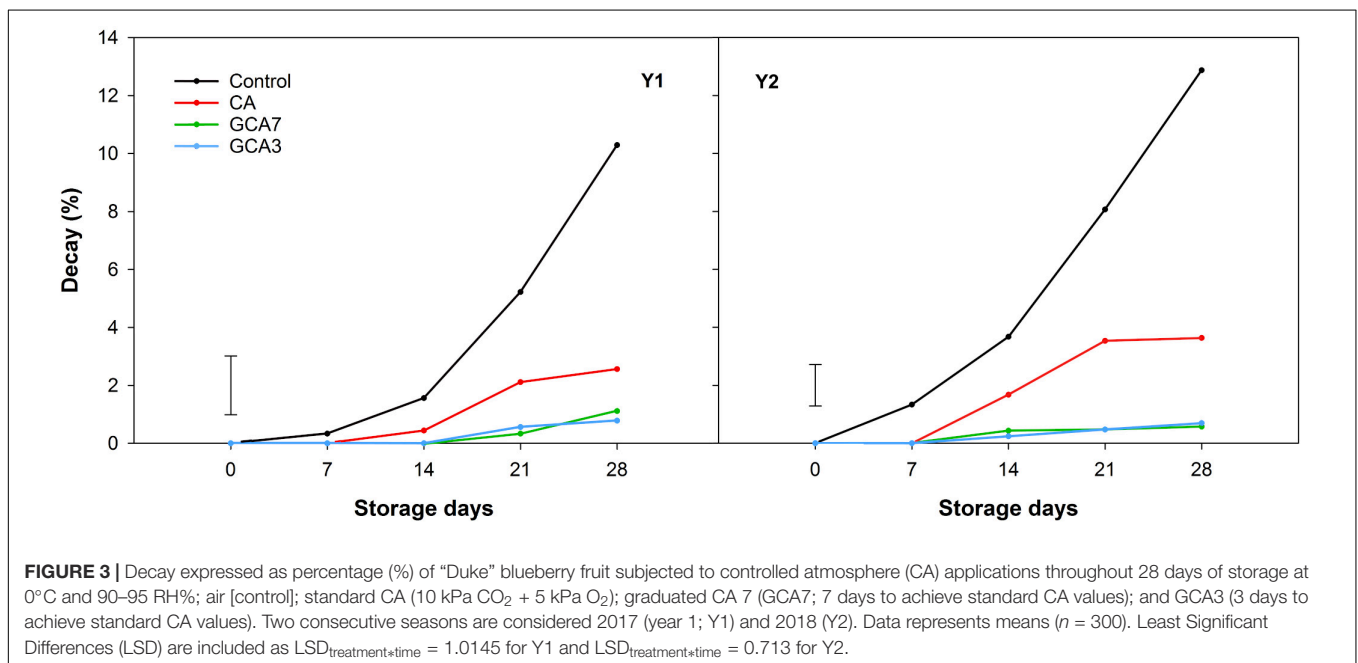 14
12
10
8
6
4
2
0
Decay (%)
Control
CA
GCA7
GCA3
Y1
Y2
0 7 14 21 28
0 7 14 21 28
Storage days
Storage days
FIGURE 3 | Decay expressed as percentage (%) of “Duke” blueberry fruit subjected to controlled atmosphere (CA) applications throughout 28 days of storage at
0°C and 90–95 RH%; air [control]; standard CA (10 kPa CO₂ + 5 kPa O₂); graduated CA 7 (GCA7; 7 days to achieve standard CA values); and GCA3 (3 days to
achieve standard CA values). Two consecutive seasons are considered 2017 (year 1; Y1) and 2018 (Y2). Data represents means (n = 300). Least Significant
Differences (LSD) are included as LSDtreatment∗time = 1.0145 for Y1 and LSDtreatment∗time = 0.713 for Y2.